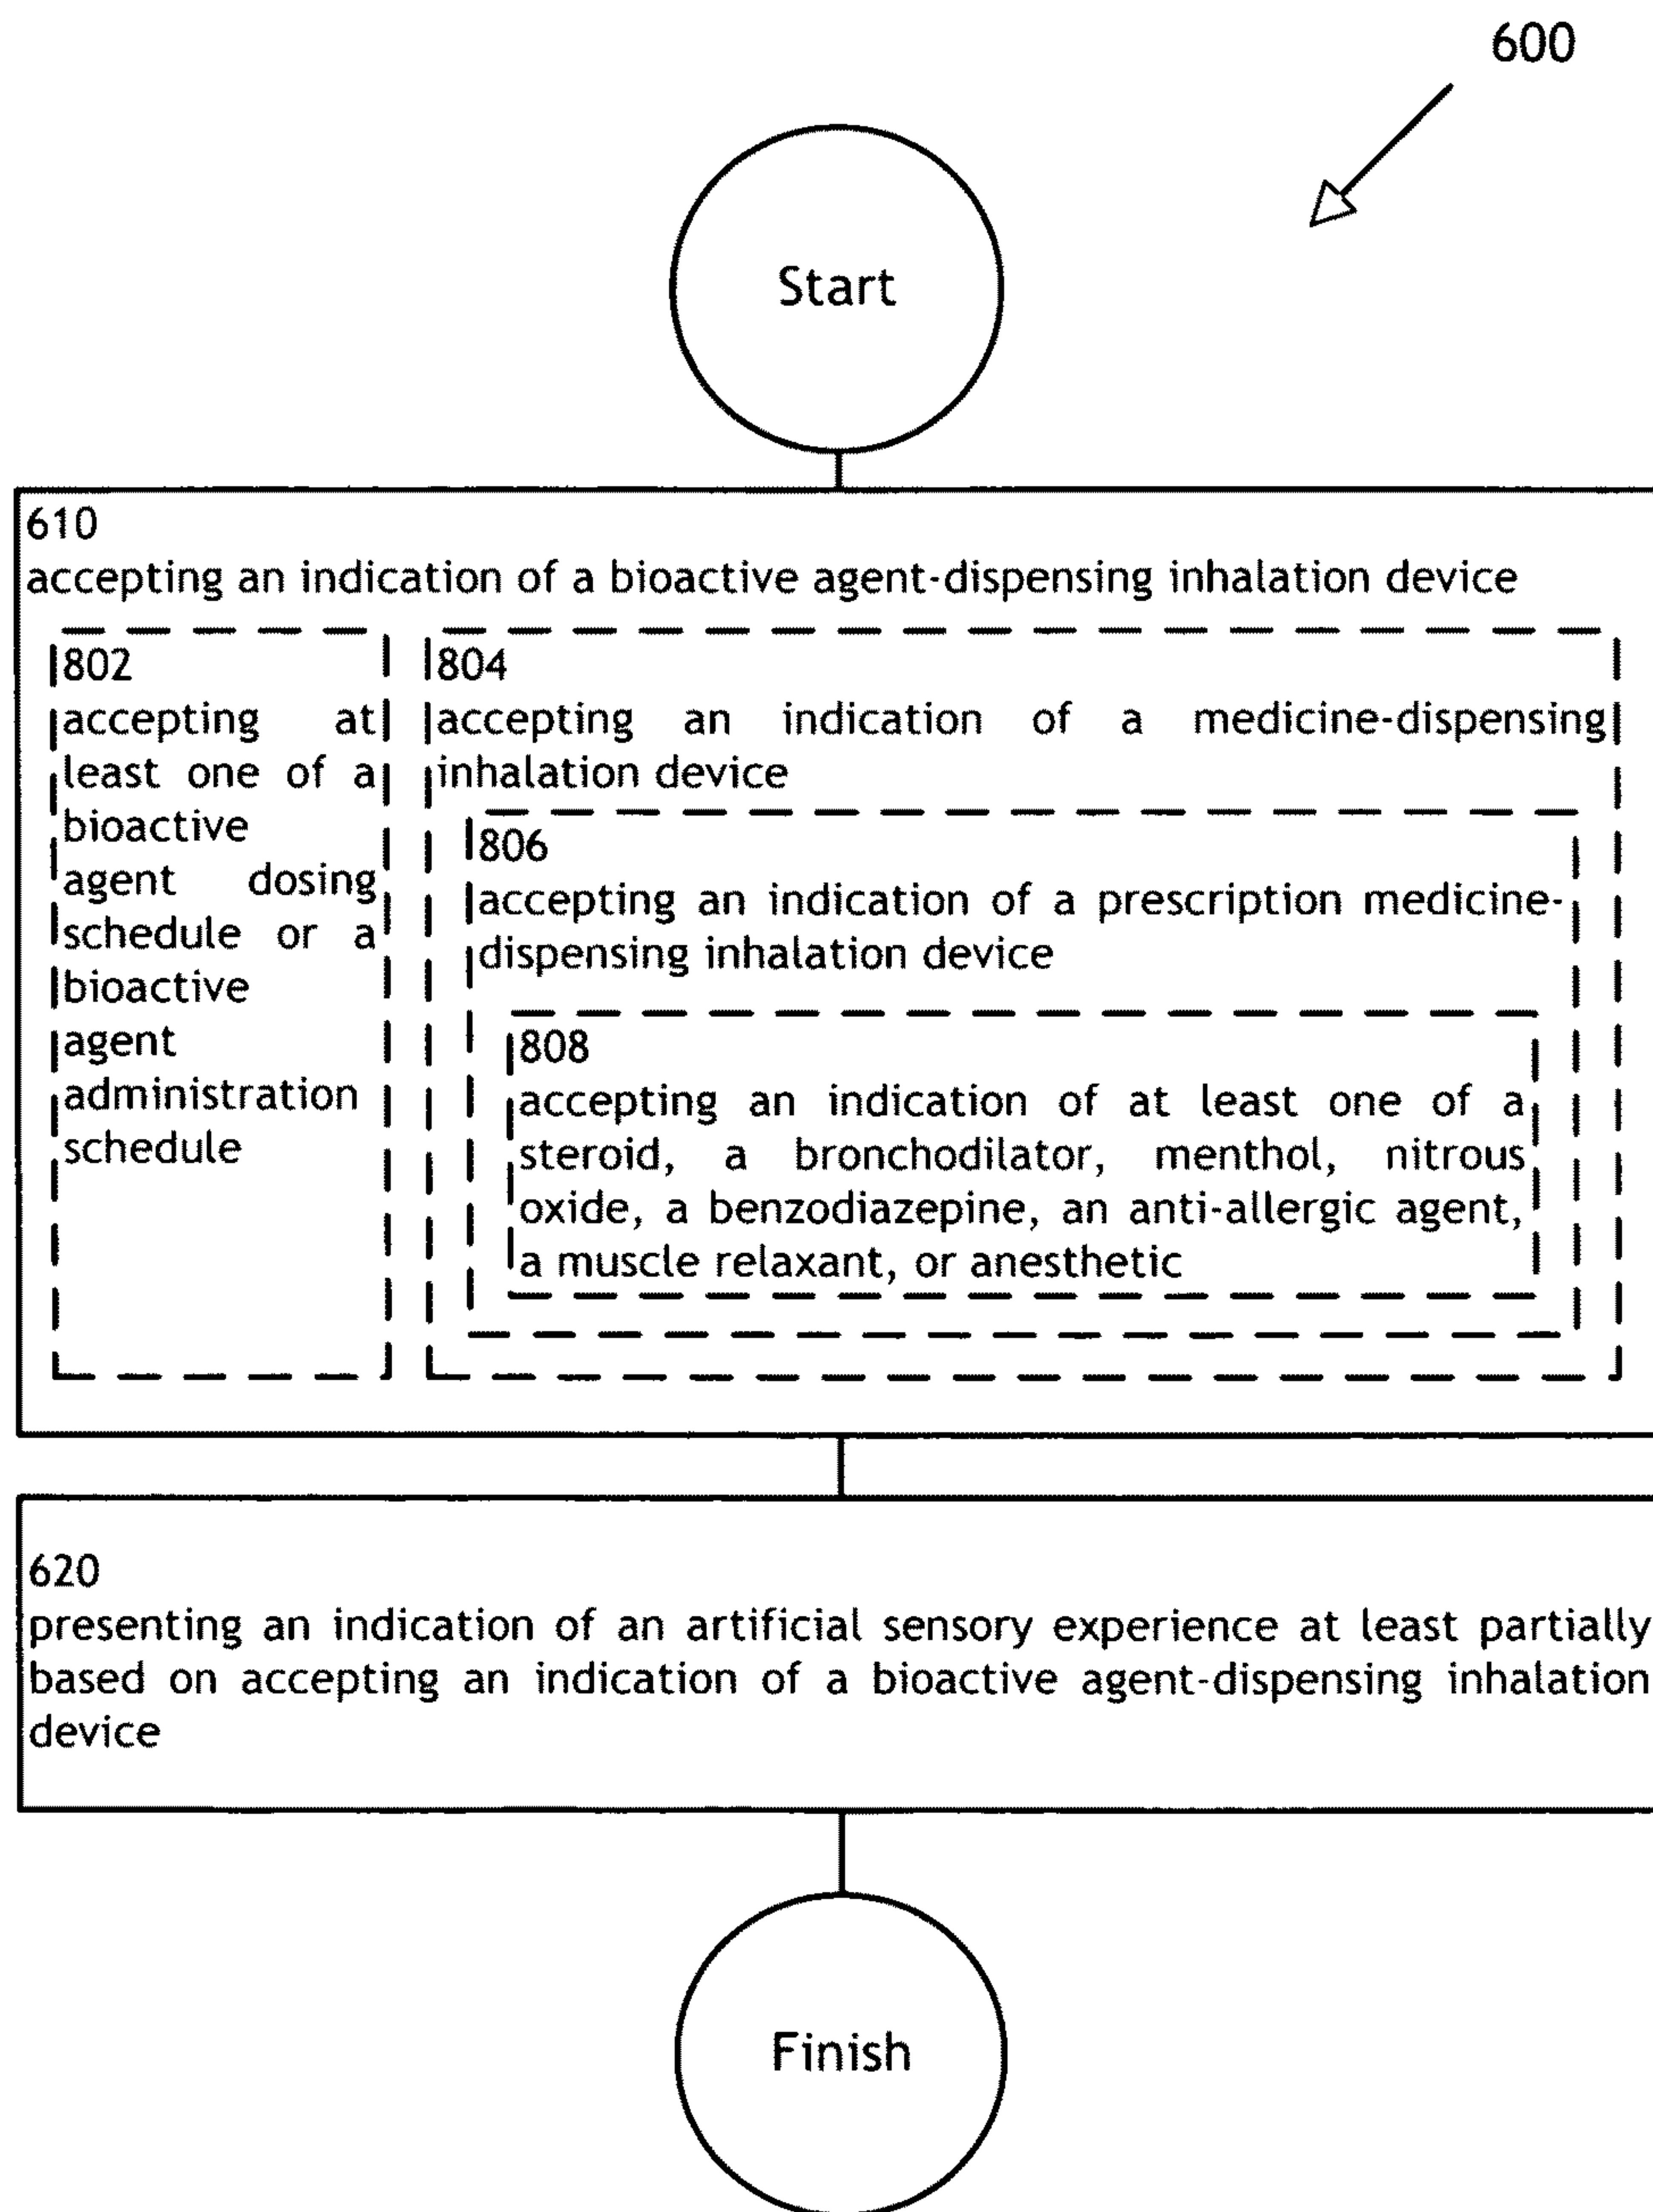 600
Start
610
accepting an indication of a bioactive agent-dispensing inhalation device
802
accepting at
least one of a
bioactive
agent dosing
schedule or a
bioactive
agent
administration
schedule
804
accepting an indication of a medicine-dispensing
inhalation device
806
accepting an indication of a prescription medicine-
dispensing inhalation device
808
accepting an indication of at least one of a
steroid, a bronchodilator, menthol, nitrous
oxide, a benzodiazepine, an anti-allergic agent,
a muscle relaxant, or anesthetic
620
presenting an indication of an artificial sensory experience at least partially
based on accepting an indication of a bioactive agent-dispensing inhalation
device
Finish